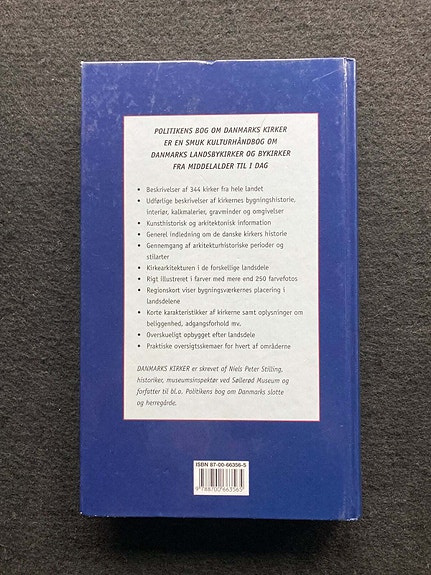 POLITIKENS BOG OM DANMARKS KIRKER
ER EN SMUK KULTURHÅNDBOG OM
DANMARKS LANDSBYKIRKER OG BYKIRKER
FRA MIDDELALDER TIL I DAG
• Beskrivelser af 344 kirker fra hele landet
• Udførlige beskrivelser af kirkernes bygningshistorie,
interiør, kalkmalerier, gravminder og omgivelser
• Kunsthistorisk og arkitektonisk information
• Generel indledning om de danske kirkers historie
• Gennemgang af arkitekturhistoriske perioder og
stilarter
• Kirkearkitekturen i de forskellige landsdele
• Rigt illustreret i farver med mere end 250 farvefotos
• Regionskort viser bygningsværkernes placering i
landsdelene
• Korte karakteristikker af kirkerne samt oplysninger om
beliggenhed, adgangsforhold mv.
• Overskueligt opbygget efter landsdele
• Praktiske oversigtsskemaer for hvert af områderne
DANMARKS KIRKER er skrevet af Niels Peter Stilling,
historiker, museumsinspektør ved Søllerød Museum og
forfatter til bl.a. Politikens bog om Danmarks slotte
og herregårde.
ISBN 87-00-66356-5
9788700663565